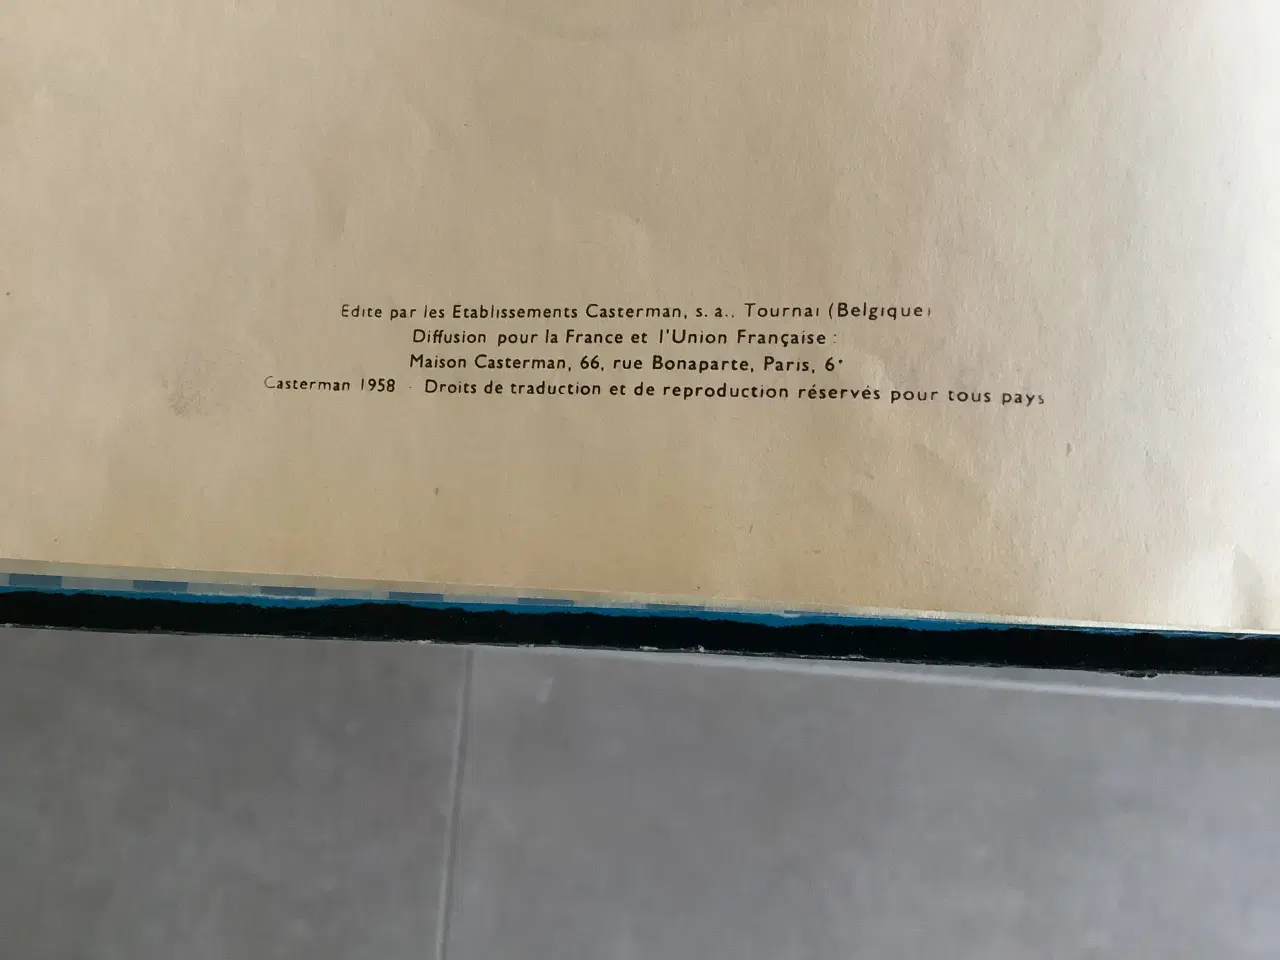 Edité par les Etablissements Casterman, s. a., Tournai (Belgique)
Diffusion pour la France et l'Union Française :
Maison Casterman, 66, rue Bonaparte, Paris, 6e
Casterman 1958 - Droits de traduction et de reproduction réservés pour tous pays